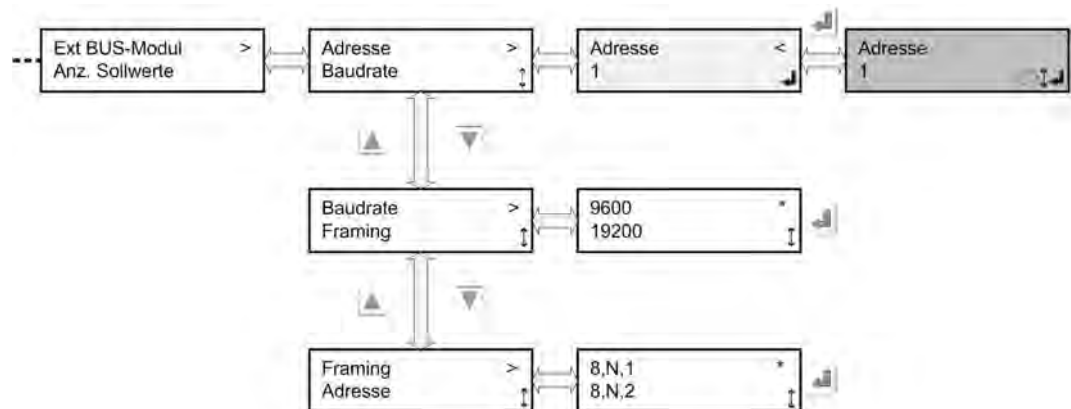 Ext BUS-Modul >
Anz. Sollwerte
Adresse >
Baudrate
Adresse <
1
Adresse
1
Baudrate >
Framing
9600 *
19200
Framing >
Adresse
8,N,1 *
8,N,2